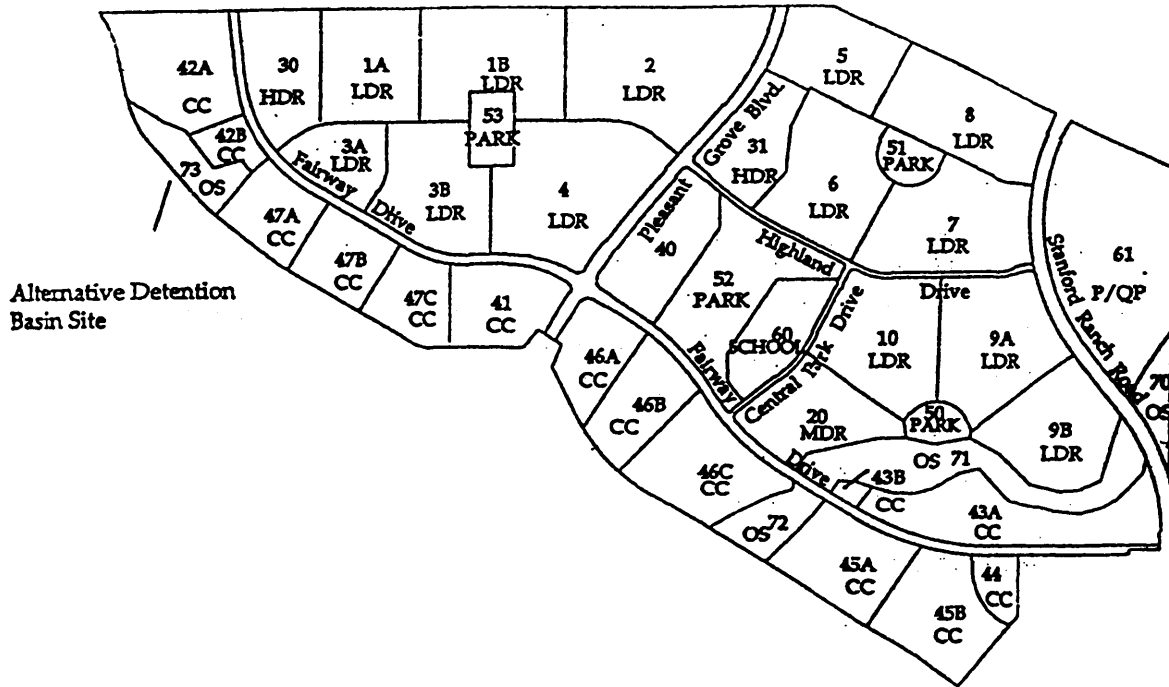 42A
CC
30
HDR
1A
LDR
1B
LDR
2
LDR
5
LDR
8
LDR
42B
CC
53
PARK
Grove Blvd.
31
HDR
51
PARK
73
OS
3A
LDR
Fairway
Drive
3B
LDR
4
LDR
6
LDR
7
LDR
Pleasant
40
Highland
Drive
61
P/QP
Stanford Ranch Road
47A
CC
47B
CC
47C
CC
41
CC
52
PARK
60
SCHOOL
Central Park Drive
10
LDR
9A
LDR
70
OS
Alternative Detention
Basin Site
46A
CC
46B
CC
46C
CC
Fairway
Drive
20
MDR
50
PARK
9B
LDR
OS 71
43B
CC
43A
CC
OS 72
45A
CC
44
CC
45B
CC